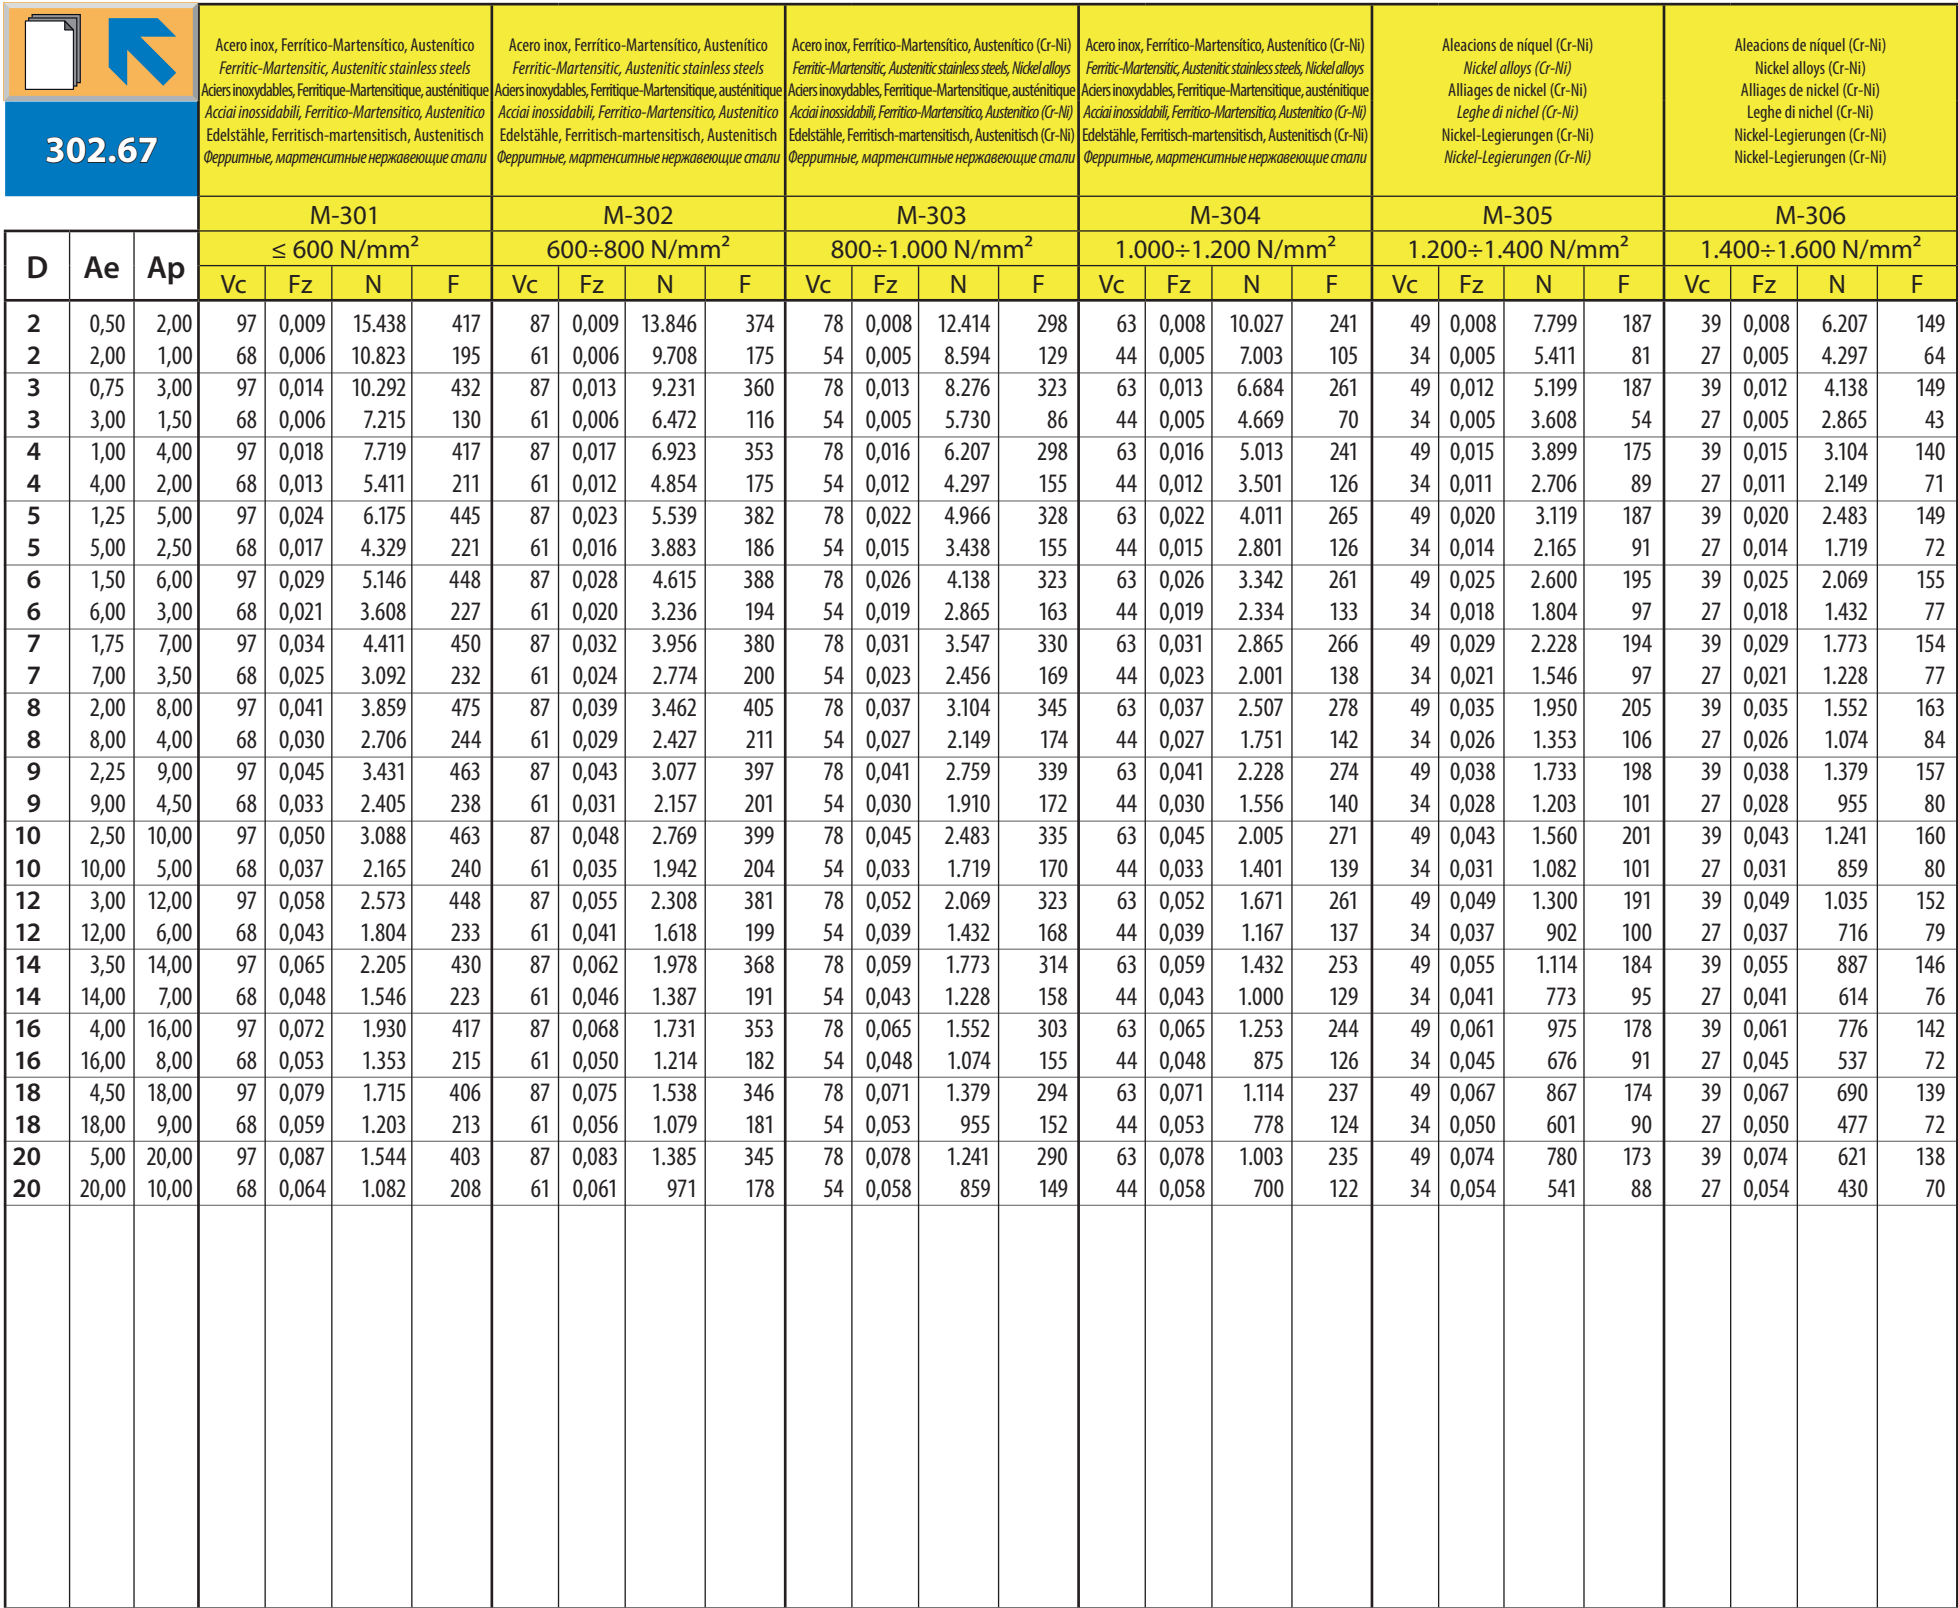 302.67
Acero inox, Ferrítico-Martensítico, Austenítico
Ferritic-Martensitic, Austenitic stainless steels
Aciers inoxydables, Ferritique-Martensitique, austénitique
Acciai inossidabili, Ferritico-Martensitico, Austenitico
Edelstähle, Ferritisch-martensitisch, Austenitisch
Ферритные, мартенситные нержавеющие стали
Acero inox, Ferrítico-Martensítico, Austenítico
Ferritic-Martensitic, Austenitic stainless steels
Aciers inoxydables, Ferritique-Martensitique, austénitique
Acciai inossidabili, Ferritico-Martensitico, Austenitico
Edelstähle, Ferritisch-martensitisch, Austenitisch
Ферритные, мартенситные нержавеющие стали
Acero inox, Ferrítico-Martensítico, Austenítico (Cr-Ni)
Ferritic-Martensitic, Austenitic stainless steels, Nickel alloys
Aciers inoxydables, Ferritique-Martensitique, austénitique
Acciai inossidabili, Ferritico-Martensitico, Austenitico (Cr-Ni)
Edelstähle, Ferritisch-martensitisch, Austenitisch (Cr-Ni)
Ферритные, мартенситные нержавеющие стали
Acero inox, Ferrítico-Martensítico, Austenítico (Cr-Ni)
Ferritic-Martensitic, Austenitic stainless steels, Nickel alloys
Aciers inoxydables, Ferritique-Martensitique, austénitique
Acciai inossidabili, Ferritico-Martensitico, Austenitico (Cr-Ni)
Edelstähle, Ferritisch-martensitisch, Austenitisch (Cr-Ni)
Ферритные, мартенситные нержавеющие стали
Aleacions de níquel (Cr-Ni)
Nickel alloys (Cr-Ni)
Alliages de nickel (Cr-Ni)
Leghe di nichel (Cr-Ni)
Nickel-Legierungen (Cr-Ni)
Nickel-Legierungen (Cr-Ni)
Aleacions de níquel (Cr-Ni)
Nickel alloys (Cr-Ni)
Alliages de nickel (Cr-Ni)
Leghe di nichel (Cr-Ni)
Nickel-Legierungen (Cr-Ni)
Nickel-Legierungen (Cr-Ni)
M-301 M-302 M-303 M-304 M-305 M-306
≤ 600 N/mm² 600÷800 N/mm² 800÷1.000 N/mm² 1.000÷1.200 N/mm² 1.200÷1.400 N/mm² 1.400÷1.600 N/mm²
D Ae Ap Vc Fz N F Vc Fz N F Vc Fz N F Vc Fz N F Vc Fz N F Vc Fz N F
2 0,50 2,00 97 0,009 15.438 417 87 0,009 13.846 374 78 0,008 12.414 298 63 0,008 10.027 241 49 0,008 7.799 187 39 0,008 6.207 149
2 2,00 1,00 68 0,006 10.823 195 61 0,006 9.708 175 54 0,005 8.594 129 44 0,005 7.003 105 34 0,005 5.411 81 27 0,005 4.297 64
3 0,75 3,00 97 0,014 10.292 432 87 0,013 9.231 360 78 0,013 8.276 323 63 0,013 6.684 261 49 0,012 5.199 187 39 0,012 4.138 149
3 3,00 1,50 68 0,006 7.215 130 61 0,006 6.472 116 54 0,005 5.730 86 44 0,005 4.669 70 34 0,005 3.608 54 27 0,005 2.865 43
4 1,00 4,00 97 0,018 7.719 417 87 0,017 6.923 353 78 0,016 6.207 298 63 0,016 5.013 241 49 0,015 3.899 175 39 0,015 3.104 140
4 4,00 2,00 68 0,013 5.411 211 61 0,012 4.854 175 54 0,012 4.297 155 44 0,012 3.501 126 34 0,011 2.706 89 27 0,011 2.149 71
5 1,25 5,00 97 0,024 6.175 445 87 0,023 5.539 382 78 0,022 4.966 328 63 0,022 4.011 265 49 0,020 3.119 187 39 0,020 2.483 149
5 5,00 2,50 68 0,017 4.329 221 61 0,016 3.883 186 54 0,015 3.438 155 44 0,015 2.801 126 34 0,014 2.165 91 27 0,014 1.719 72
6 1,50 6,00 97 0,029 5.146 448 87 0,028 4.615 388 78 0,026 4.138 323 63 0,026 3.342 261 49 0,025 2.600 195 39 0,025 2.069 155
6 6,00 3,00 68 0,021 3.608 227 61 0,020 3.236 194 54 0,019 2.865 163 44 0,019 2.334 133 34 0,018 1.804 97 27 0,018 1.432 77
7 1,75 7,00 97 0,034 4.411 450 87 0,032 3.956 380 78 0,031 3.547 330 63 0,031 2.865 266 49 0,029 2.228 194 39 0,029 1.773 154
7 7,00 3,50 68 0,025 3.092 232 61 0,024 2.774 200 54 0,023 2.456 169 44 0,023 2.001 138 34 0,021 1.546 97 27 0,021 1.228 77
8 2,00 8,00 97 0,041 3.859 475 87 0,039 3.462 405 78 0,037 3.104 345 63 0,037 2.507 278 49 0,035 1.950 205 39 0,035 1.552 163
8 8,00 4,00 68 0,030 2.706 244 61 0,029 2.427 211 54 0,027 2.149 174 44 0,027 1.751 142 34 0,026 1.353 106 27 0,026 1.074 84
9 2,25 9,00 97 0,045 3.431 463 87 0,043 3.077 397 78 0,041 2.759 339 63 0,041 2.228 274 49 0,038 1.733 198 39 0,038 1.379 157
9 9,00 4,50 68 0,033 2.405 238 61 0,031 2.157 201 54 0,030 1.910 172 44 0,030 1.556 140 34 0,028 1.203 101 27 0,028 955 80
10 2,50 10,00 97 0,050 3.088 463 87 0,048 2.769 399 78 0,045 2.483 335 63 0,045 2.005 271 49 0,043 1.560 201 39 0,043 1.241 160
10 10,00 5,00 68 0,037 2.165 240 61 0,035 1.942 204 54 0,033 1.719 170 44 0,033 1.401 139 34 0,031 1.082 101 27 0,031 859 80
12 3,00 12,00 97 0,058 2.573 448 87 0,055 2.308 381 78 0,052 2.069 323 63 0,052 1.671 261 49 0,049 1.300 191 39 0,049 1.035 152
12 12,00 6,00 68 0,043 1.804 233 61 0,041 1.618 199 54 0,039 1.432 168 44 0,039 1.167 137 34 0,037 902 100 27 0,037 716 79
14 3,50 14,00 97 0,065 2.205 430 87 0,062 1.978 368 78 0,059 1.773 314 63 0,059 1.432 253 49 0,055 1.114 184 39 0,055 887 146
14 14,00 7,00 68 0,048 1.546 223 61 0,046 1.387 191 54 0,043 1.228 158 44 0,043 1.000 129 34 0,041 773 95 27 0,041 614 76
16 4,00 16,00 97 0,072 1.930 417 87 0,068 1.731 353 78 0,065 1.552 303 63 0,065 1.253 244 49 0,061 975 178 39 0,061 776 142
16 16,00 8,00 68 0,053 1.353 215 61 0,050 1.214 182 54 0,048 1.074 155 44 0,048 875 126 34 0,045 676 91 27 0,045 537 72
18 4,50 18,00 97 0,079 1.715 406 87 0,075 1.538 346 78 0,071 1.379 294 63 0,071 1.114 237 49 0,067 867 174 39 0,067 690 139
18 18,00 9,00 68 0,059 1.203 213 61 0,056 1.079 181 54 0,053 955 152 44 0,053 778 124 34 0,050 601 90 27 0,050 477 72
20 5,00 20,00 97 0,087 1.544 403 87 0,083 1.385 345 78 0,078 1.241 290 63 0,078 1.003 235 49 0,074 780 173 39 0,074 621 138
20 20,00 10,00 68 0,064 1.082 208 61 0,061 971 178 54 0,058 859 149 44 0,058 700 122 34 0,054 541 88 27 0,054 430 70